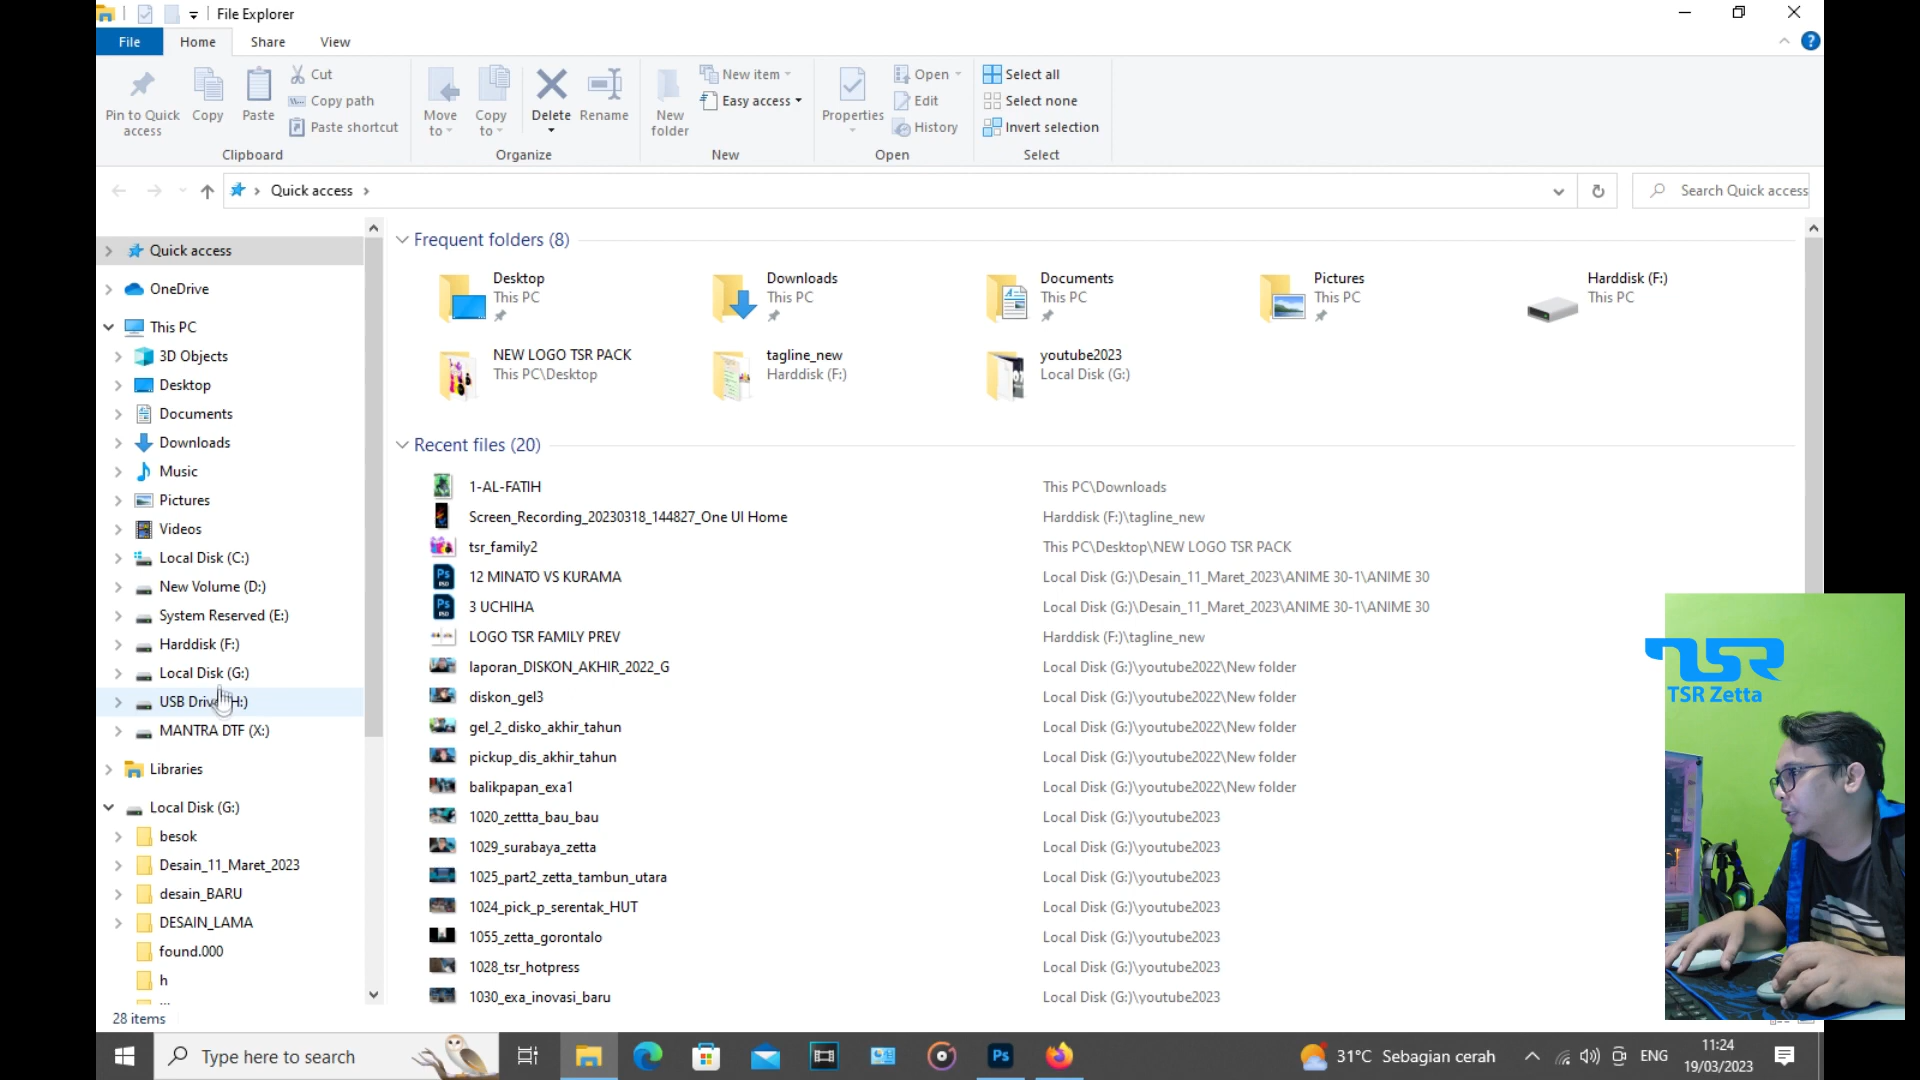 File Explorer
File Home Share View
Pin to Quick access
Copy
Paste
Cut
Copy path
Paste shortcut
Clipboard
Move to
Copy to
Delete
Rename
Organize
New folder
New item
Easy access
New
Properties
Open
Edit
History
Open
Select all
Select none
Invert selection
Select
Quick access
Search Quick access
Quick access
OneDrive
This PC
3D Objects
Desktop
Documents
Downloads
Music
Pictures
Videos
Local Disk (C:)
New Volume (D:)
System Reserved (E:)
Harddisk (F:)
Local Disk (G:)
USB Driv H:)
MANTRA DTF (X:)
Libraries
Local Disk (G:)
besok
Desain_11_Maret_2023
desain_BARU
DESAIN_LAMA
found.000
h
28 items
Frequent folders (8)
Desktop
This PC
Downloads
This PC
Documents
This PC
Pictures
This PC
Harddisk (F:)
This PC
NEW LOGO TSR PACK
This PC\Desktop
tagline_new
Harddisk (F:)
youtube2023
Local Disk (G:)
Recent files (20)
1-AL-FATIH This PC\Downloads
Screen_Recording_20230318_144827_One UI Home Harddisk (F:)\tagline_new
tsr_family2 This PC\Desktop\NEW LOGO TSR PACK
12 MINATO VS KURAMA Local Disk (G:)\Desain_11_Maret_2023\ANIME 30-1\ANIME 30
3 UCHIHA Local Disk (G:)\Desain_11_Maret_2023\ANIME 30-1\ANIME 30
LOGO TSR FAMILY PREV Harddisk (F:)\tagline_new
laporan_DISKON_AKHIR_2022_G Local Disk (G:)\youtube2022\New folder
diskon_gel3 Local Disk (G:)\youtube2022\New folder
gel_2_disko_akhir_tahun Local Disk (G:)\youtube2022\New folder
pickup_dis_akhir_tahun Local Disk (G:)\youtube2022\New folder
balikpapan_exa1 Local Disk (G:)\youtube2022\New folder
1020_zettta_bau_bau Local Disk (G:)\youtube2023
1029_surabaya_zetta Local Disk (G:)\youtube2023
1025_part2_zetta_tambun_utara Local Disk (G:)\youtube2023
1024_pick_p_serentak_HUT Local Disk (G:)\youtube2023
1055_zetta_gorontalo Local Disk (G:)\youtube2023
1028_tsr_hotpress Local Disk (G:)\youtube2023
1030_exa_inovasi_baru Local Disk (G:)\youtube2023
TSR
TSR Zetta
Type here to search
Ps
31°C Sebagian cerah
ENG
11:24
19/03/2023